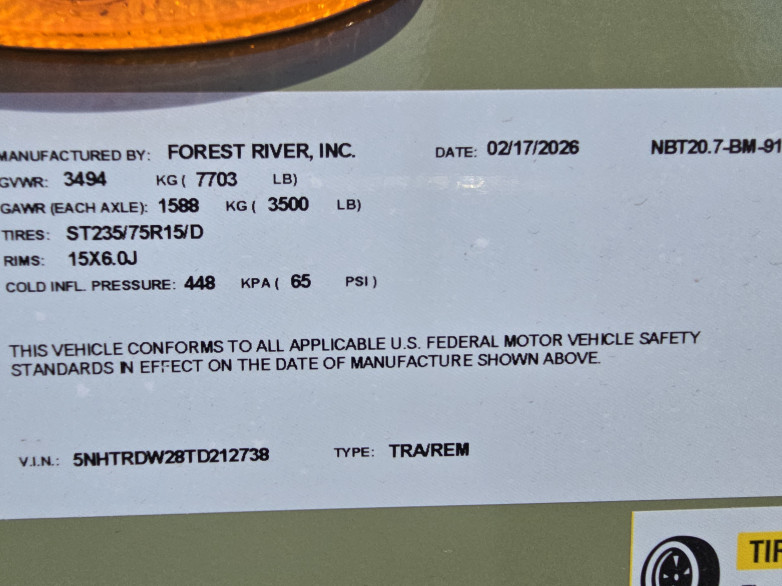 MANUFACTURED BY: FOREST RIVER, INC. DATE: 02/17/2026 NBT20.7-BM-91
GVWR: 3494 KG ( 7703 LB)
GAWR (EACH AXLE): 1588 KG ( 3500 LB)
TIRES: ST235/75R15/D
RIMS: 15X6.0J
COLD INFL. PRESSURE: 448 KPA ( 65 PSI )
THIS VEHICLE CONFORMS TO ALL APPLICABLE U.S. FEDERAL MOTOR VEHICLE SAFETY
STANDARDS IN EFFECT ON THE DATE OF MANUFACTURE SHOWN ABOVE.
V.I.N.: 5NHTRDW28TD212738 TYPE: TRA/REM